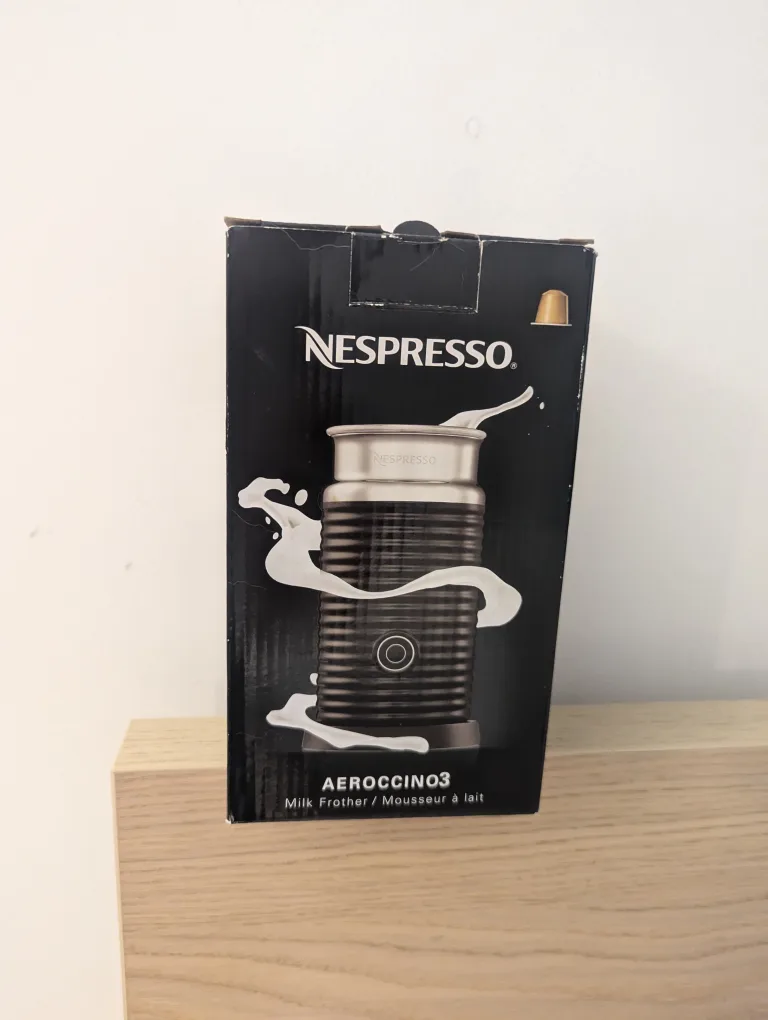 NESPRESSO®
NESPRESSO
AEROCCINO3
Milk Frother / Mousseur à lait